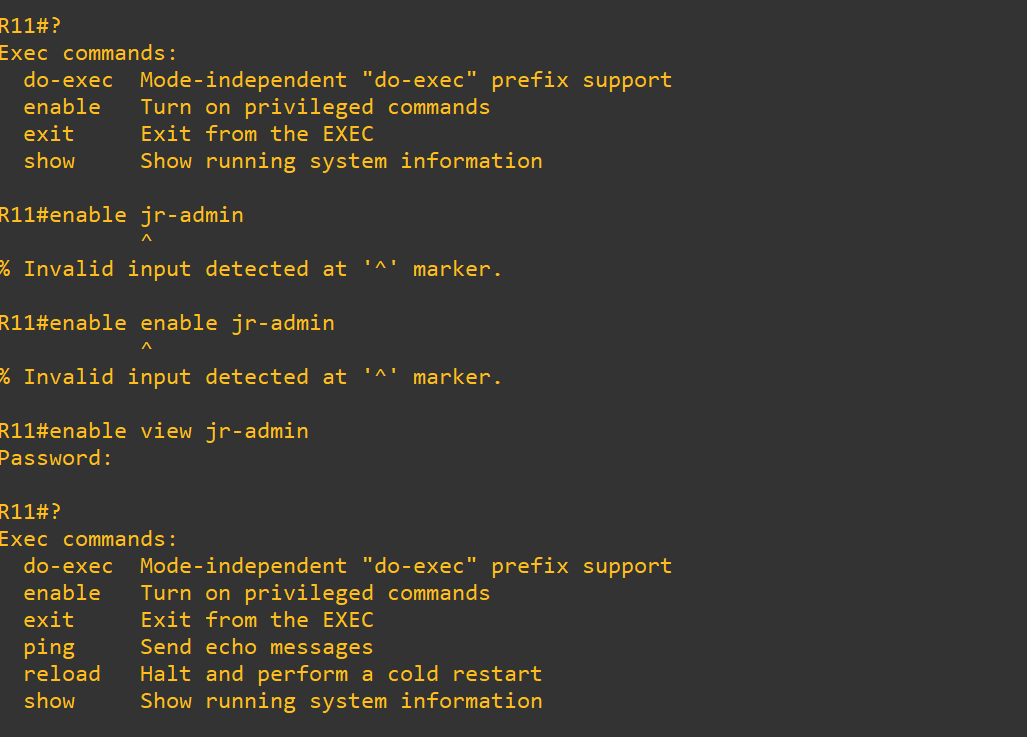 R11#?
Exec commands:
  do-exec  Mode-independent "do-exec" prefix support
  enable   Turn on privileged commands
  exit     Exit from the EXEC
  show     Show running system information

R11#enable jr-admin
           ^
% Invalid input detected at '^' marker.

R11#enable enable jr-admin
           ^
% Invalid input detected at '^' marker.

R11#enable view jr-admin
Password:

R11#?
Exec commands:
  do-exec  Mode-independent "do-exec" prefix support
  enable   Turn on privileged commands
  exit     Exit from the EXEC
  ping     Send echo messages
  reload   Halt and perform a cold restart
  show     Show running system information